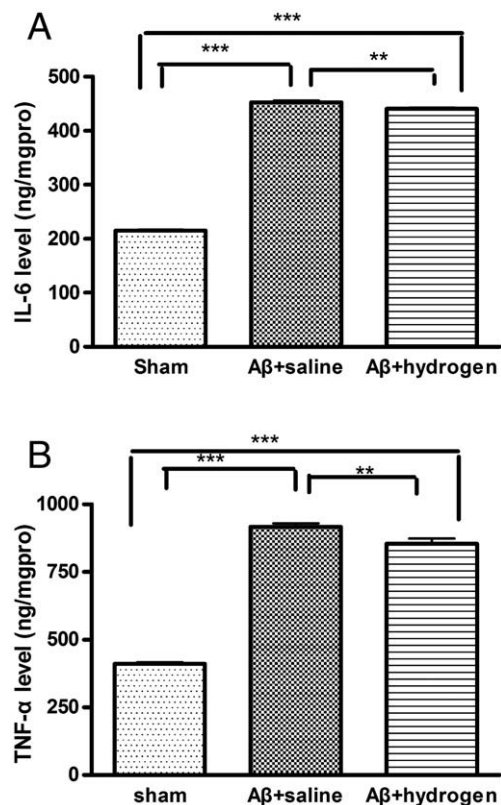 A
***
***
**
500
400
300
200
100
0
IL-6 level (ng/mgpro)
Sham Aβ+saline Aβ+hydrogen
B
***
***
**
1000
750
500
250
0
TNF-α level (ng/mgpro)
sham Aβ+saline Aβ+hydrogen